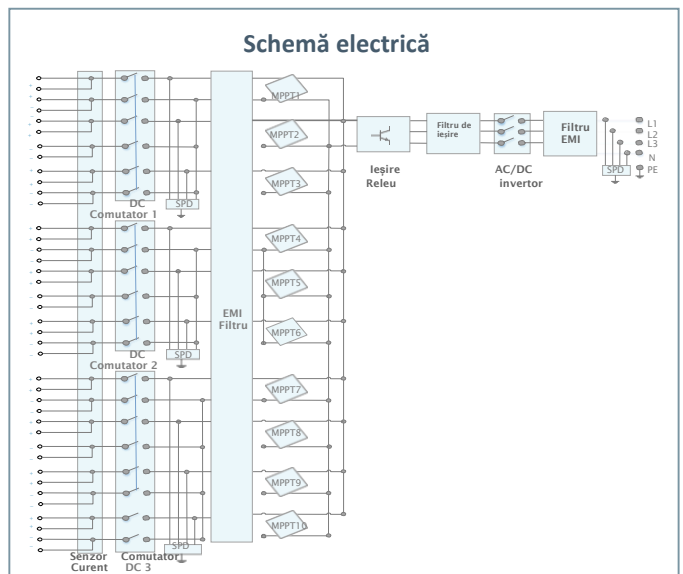 Schemă electrică
MPPT1
MPPT2
MPPT3
MPPT4
MPPT5
MPPT6
MPPT7
MPPT8
MPPT9
MPPT10
DC
Comutator 1
SPD
DC
Comutator 2
SPD
Senzor
Curent
Comutator
DC 3
SPD
EMI
Filtru
Ieșire
Releu
Filtru de
ieșire
AC/DC
invertor
Filtru
EMI
SPD
L1
L2
L3
N
PE